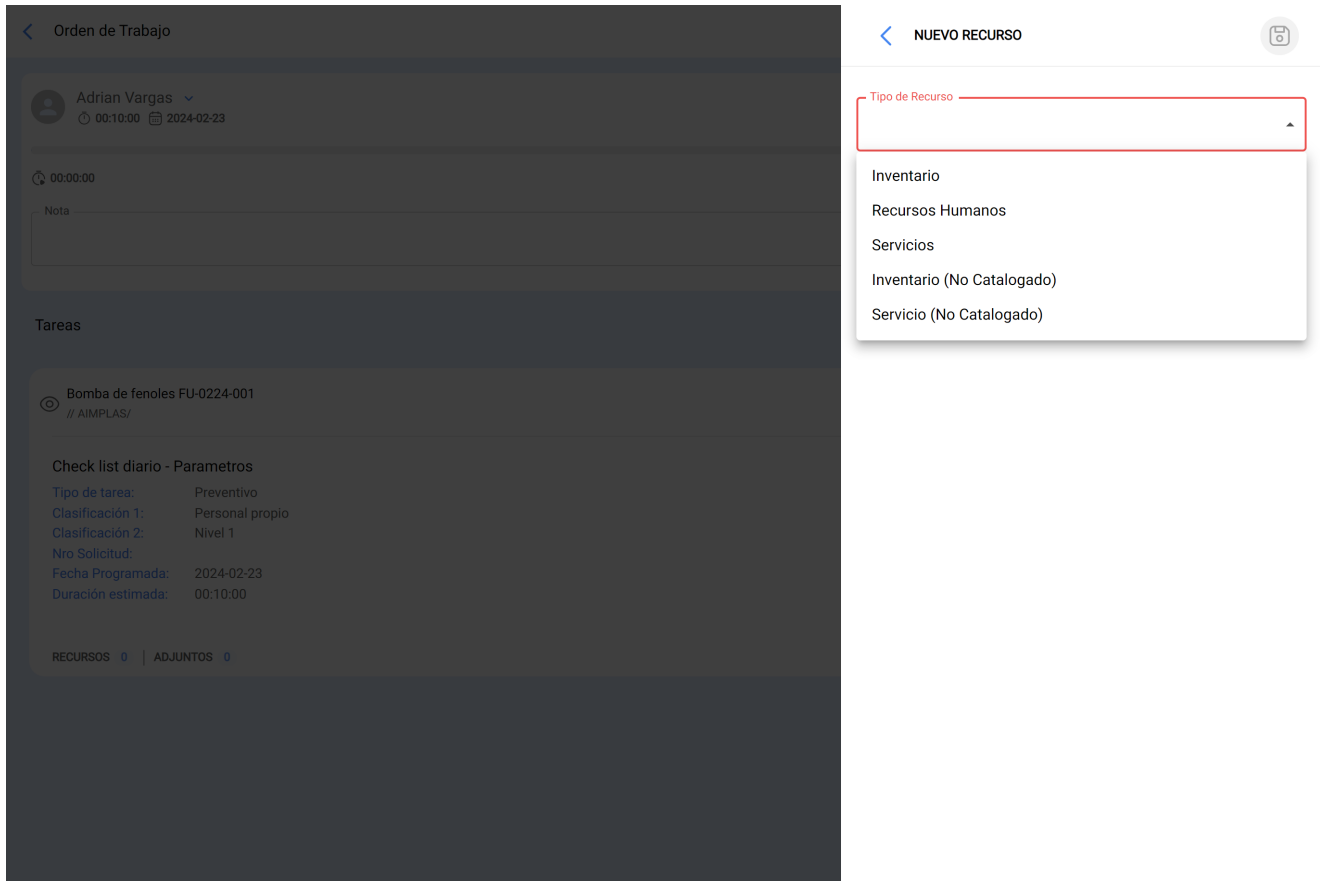 Orden de Trabajo
Adrian Vargas
00:10:00 2024-02-23
00:00:00
Nota
Tareas
Bomba de fenoles FU-0224-001
// AIMPLAS/
Check list diario - Parametros
Tipo de tarea: Preventivo
Clasificación 1: Personal propio
Clasificación 2: Nivel 1
Nro Solicitud:
Fecha Programada: 2024-02-23
Duración estimada: 00:10:00
RECURSOS 0 | ADJUNTOS 0
NUEVO RECURSO
Tipo de Recurso
Inventario
Recursos Humanos
Servicios
Inventario (No Catalogado)
Servicio (No Catalogado)